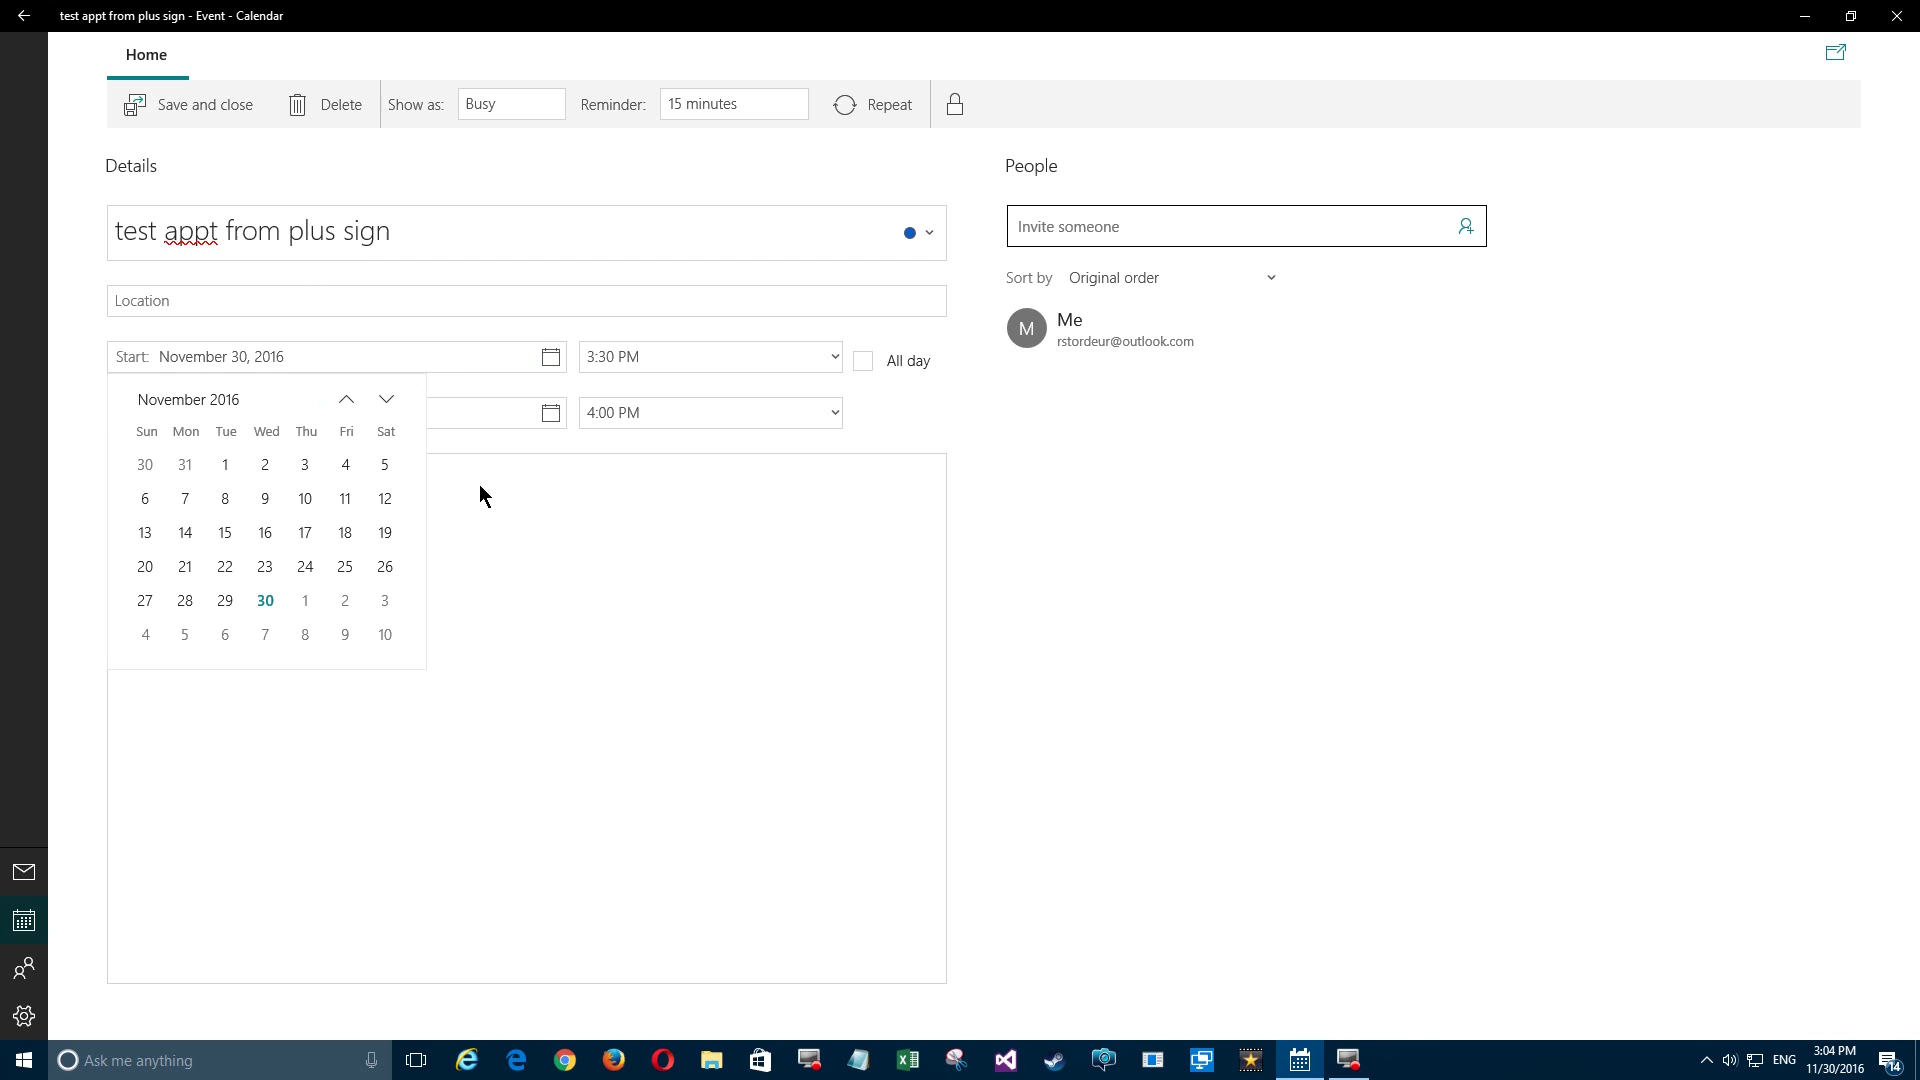 test appt from plus sign - Event - Calendar
Home
Save and close Delete Show as: Busy Reminder: 15 minutes Repeat
Details
People
test appt from plus sign
Invite someone
Location
Sort by Original order
M Me
rstordeur@outlook.com
Start: November 30, 2016 3:30 PM All day
4:00 PM
November 2016
Sun Mon Tue Wed Thu Fri Sat
30 31 1 2 3 4 5
6 7 8 9 10 11 12
13 14 15 16 17 18 19
20 21 22 23 24 25 26
27 28 29 30 1 2 3
4 5 6 7 8 9 10
Ask me anything
ENG
3:04 PM
11/30/2016
14